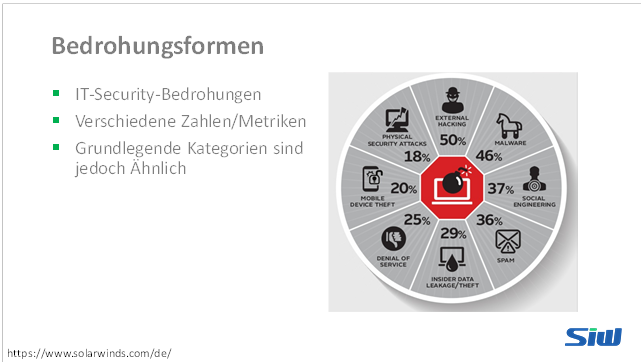 Bedrohungsformen
IT-Security-Bedrohungen
Verschiedene Zahlen/Metriken
Grundlegende Kategorien sind
jedoch Ähnlich
EXTERNAL
HACKING
50%
MALWARE
46%
SOCIAL
ENGINEERING
37%
SPAM
36%
INSIDER DATA
LEAKAGE/THEFT
29%
DENIAL OF
SERVICE
25%
MOBILE
DEVICE THEFT
20%
PHYSICAL
SECURITY ATTACKS
18%
https://www.solarwinds.com/de/
SiW